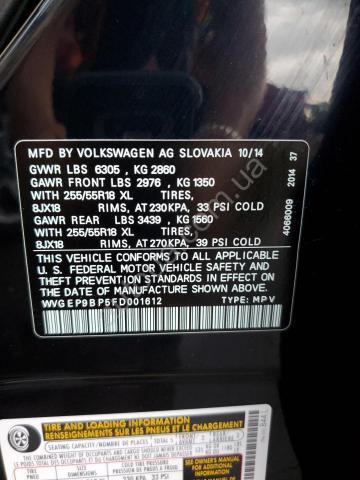 MFD BY VOLKSWAGEN AG SLOVAKIA 10/14
GVWR LBS 6305, KG 2860
GAWR FRONT LBS 2976, KG 1350
WITH 255/55R18 XL TIRES,
8JX18 RIMS, AT 230KPA, 33 PSI COLD
GAWR REAR LBS 3439, KG 1560
WITH 255/55R18 XL TIRES,
8JX18 RIMS, AT 270KPA, 39 PSI COLD
THIS VEHICLE CONFORMS TO ALL APPLICABLE
U. S. FEDERAL MOTOR VEHICLE SAFETY AND
THEFT PREVENTION STANDARDS IN EFFECT
ON THE DATE OF MANUFACTURE SHOWN ABOVE.
WVGEP9BP5FD001612 TYPE: MPV
4066009 2014 37
TIRE AND LOADING INFORMATION
RENSEIGNEMENTS SUR LES PNEUS ET LE CHARGEMENT
SEATING CAPACITY